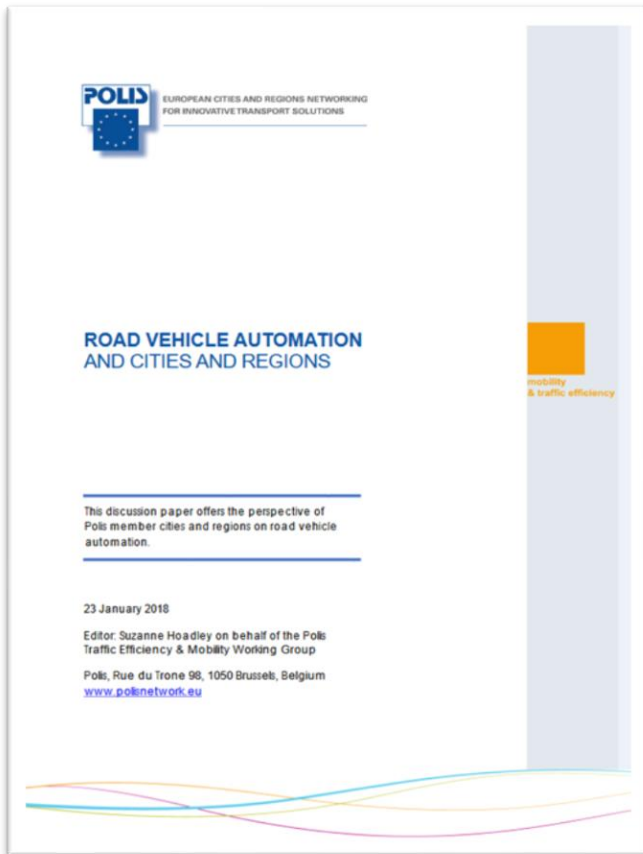 POLIS
EUROPEAN CITIES AND REGIONS NETWORKING
FOR INNOVATIVE TRANSPORT SOLUTIONS
ROAD VEHICLE AUTOMATION
AND CITIES AND REGIONS
mobility
& traffic efficiency
This discussion paper offers the perspective of
Polis member cities and regions on road vehicle
automation.
23 January 2018
Editor: Suzanne Hoadley on behalf of the Polis
Traffic Efficiency & Mobility Working Group
Polis, Rue du Trone 98, 1050 Brussels, Belgium
www.polisnetwork.eu